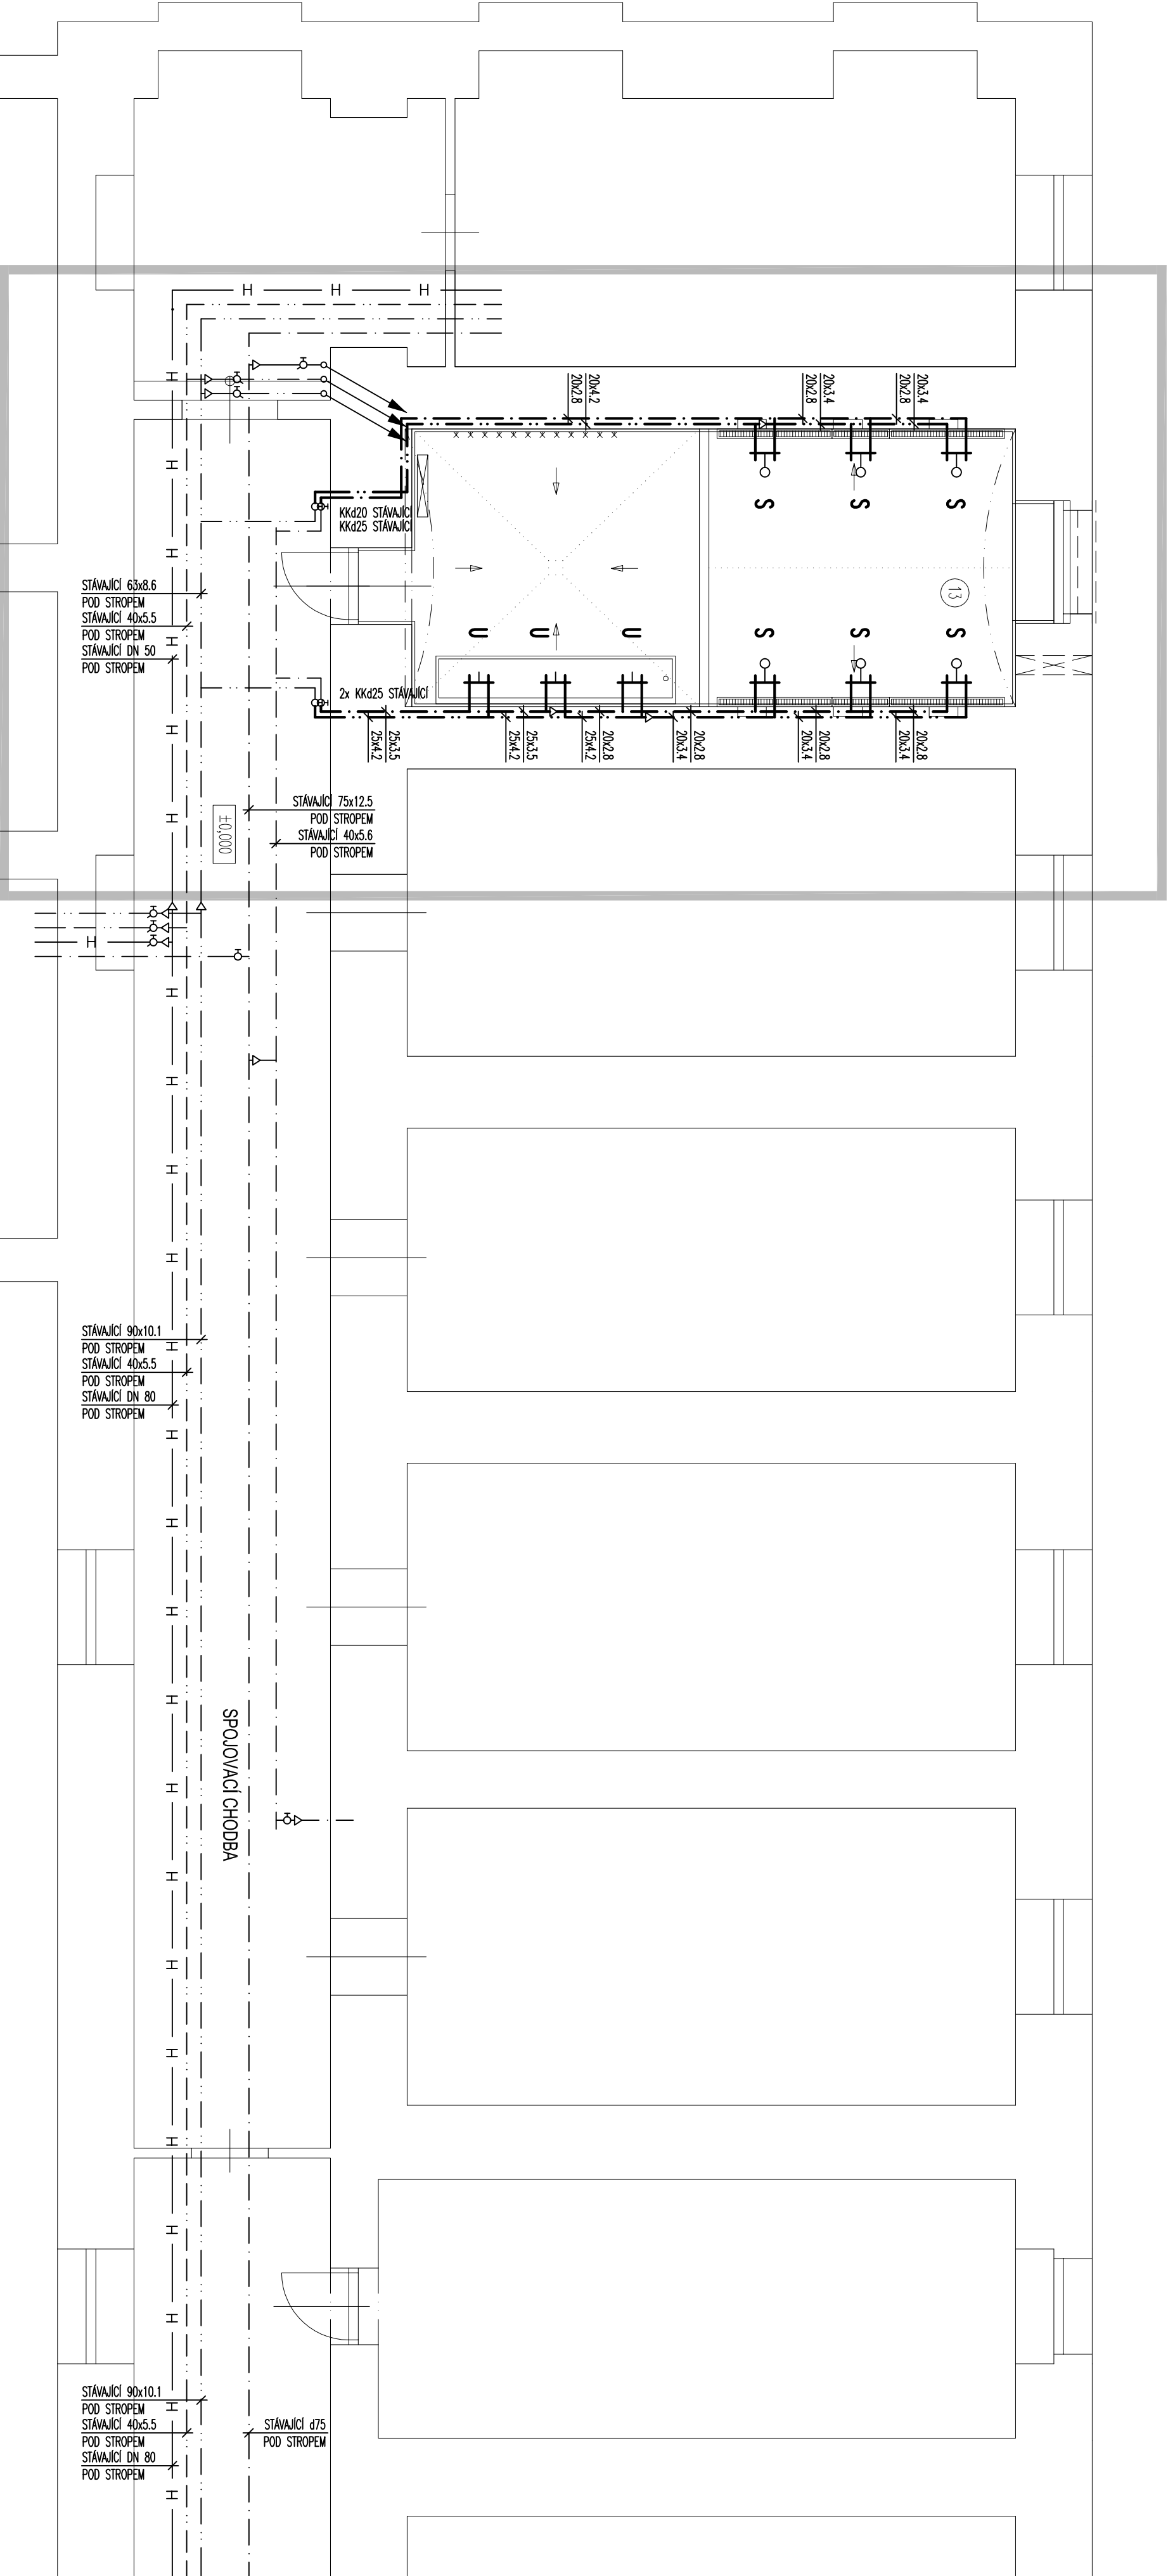 H H H
H
20x4.2
20x2.8
20x3.4
20x2.8
20x3.4
20x2.8
H
KKd20 STÁVAJÍCÍ
KKd25 STÁVAJÍCÍ
S S S
13
H
STÁVAJÍCÍ 63x8.6
POD STROPEM
STÁVAJÍCÍ 40x5.5
POD STROPEM
STÁVAJÍCÍ DN 50
POD STROPEM
H
U U U
S S S
2x KKd25 STÁVAJÍCÍ
H
25x3.5
25x4.2
25x3.5
25x4.2
20x2.8
25x4.2
20x2.8
20x3.4
20x2.8
20x3.4
20x2.8
20x3.4
STÁVAJÍCÍ 75x12.5
POD STROPEM
STÁVAJÍCÍ 40x5.6
POD STROPEM
±0,000
H
H
H
H
H
H
H
STÁVAJÍCÍ 90x10.1
POD STROPEM
STÁVAJÍCÍ 40x5.5
POD STROPEM
STÁVAJÍCÍ DN 80
POD STROPEM
H
H
H
H
H
SPOJOVACÍ CHODBA
H
H
H
H
H
H
H
STÁVAJÍCÍ 90x10.1
POD STROPEM
STÁVAJÍCÍ 40x5.5
POD STROPEM
STÁVAJÍCÍ DN 80
POD STROPEM
H
STÁVAJÍCÍ d75
POD STROPEM
H